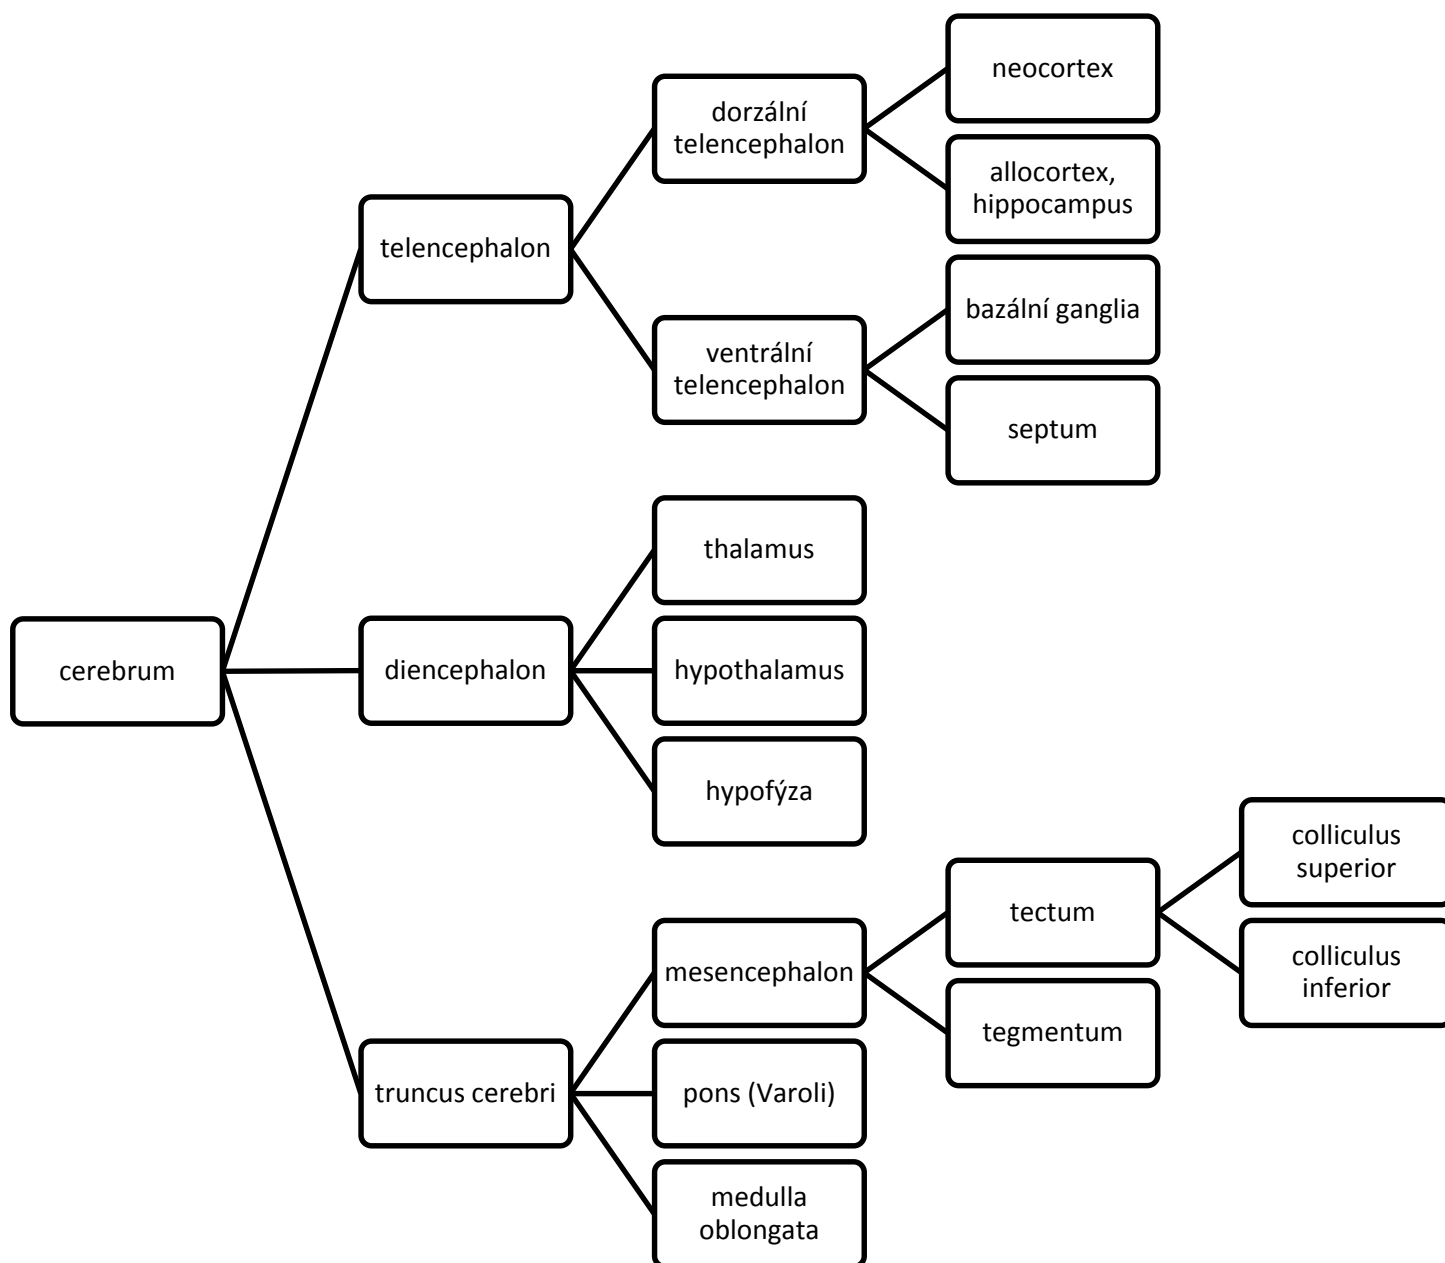 neocortex
dorzální
telencephalon
allocortex,
hippocampus
telencephalon
bazální ganglia
ventrální
telencephalon
septum
thalamus
cerebrum
diencephalon
hypothalamus
hypofýza
colliculus
superior
tectum
mesencephalon
colliculus
inferior
tegmentum
truncus cerebri
pons (Varoli)
medulla
oblongata